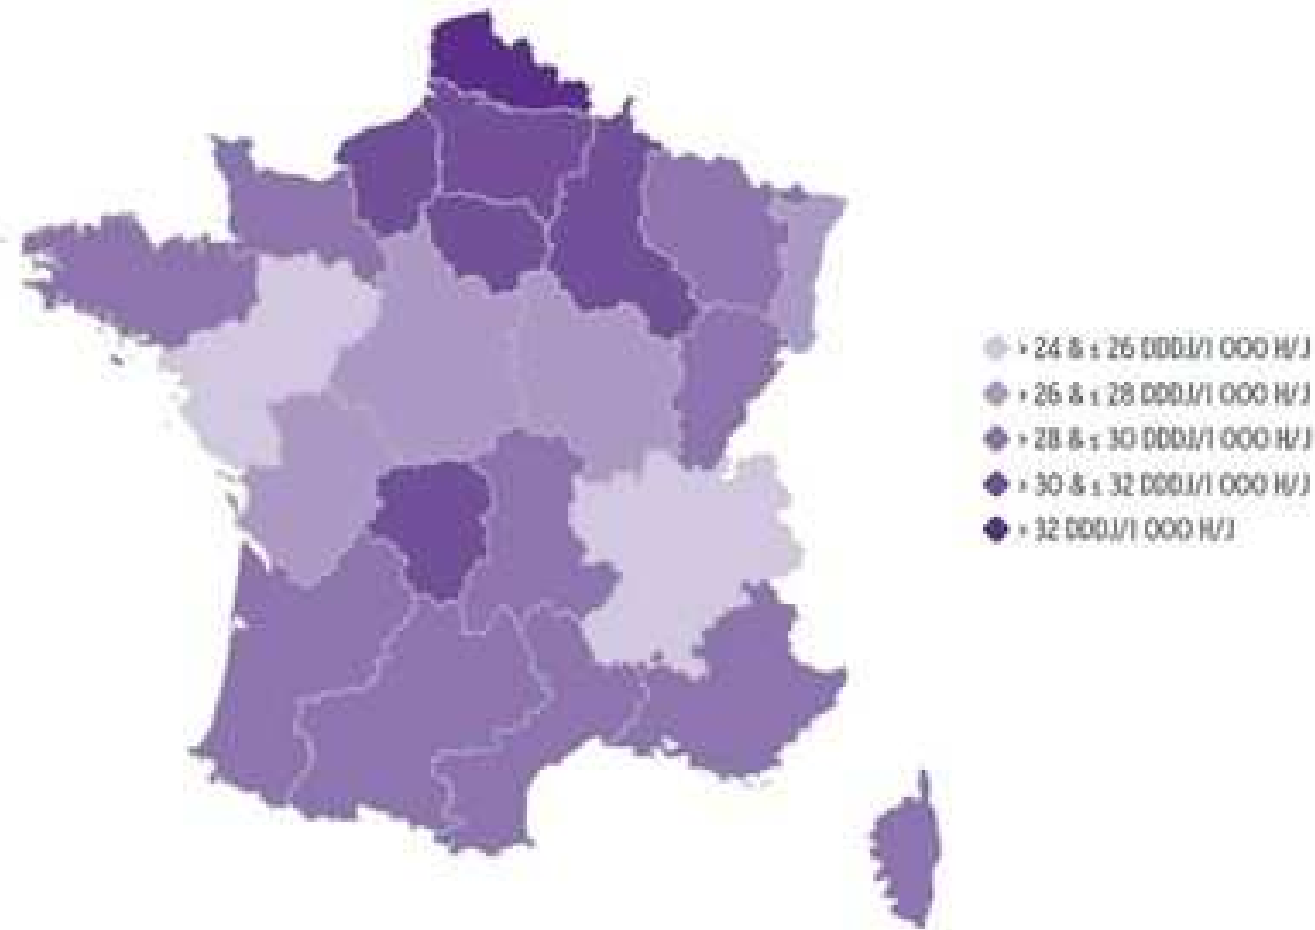 > 24 & ≤ 26 DDDJ/1 000 H/J
> 26 & ≤ 28 DDDJ/1 000 H/J
> 28 & ≤ 30 DDDJ/1 000 H/J
> 30 & ≤ 32 DDDJ/1 000 H/J
> 32 DDDJ/1 000 H/J